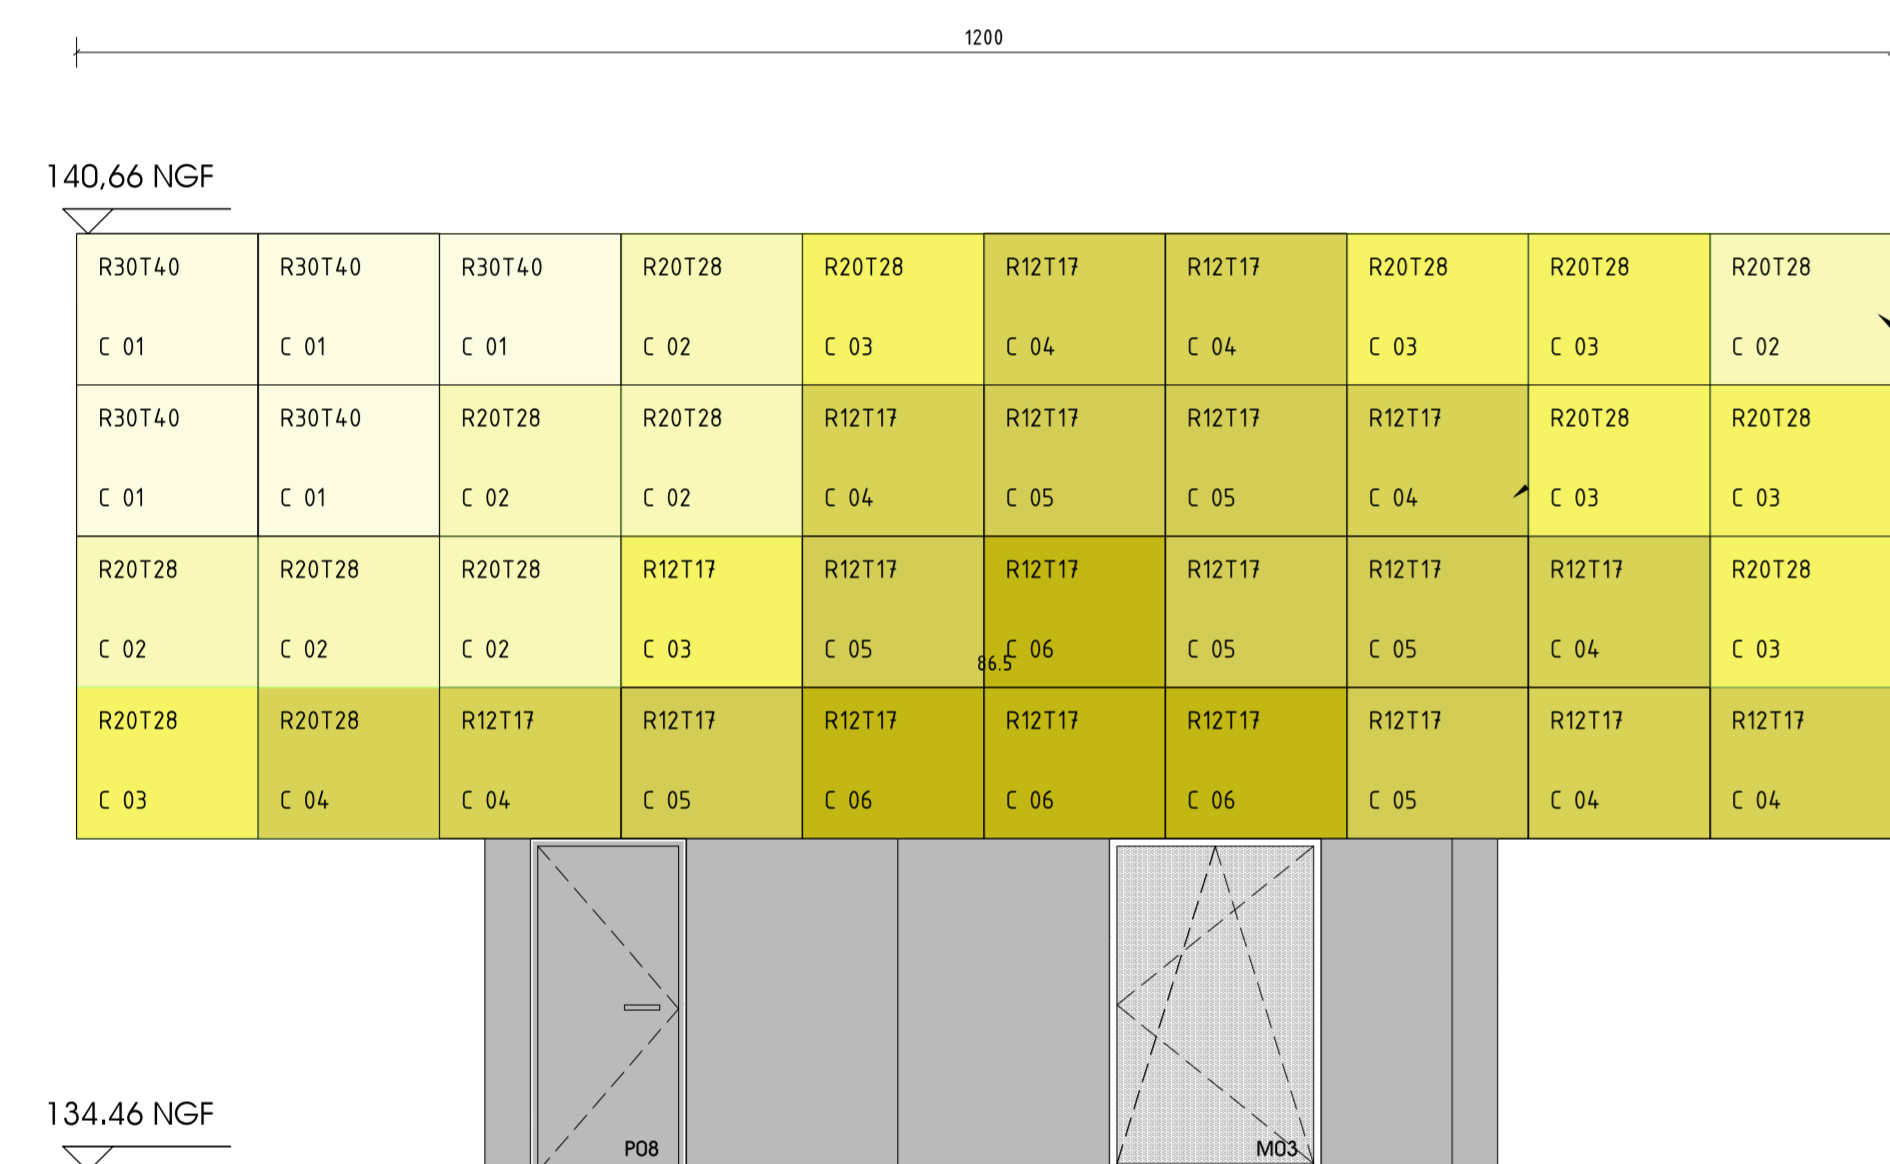 1200
140,66 NGF
R30T40 R30T40 R30T40 R20T28 R20T28 R12T17 R12T17 R20T28 R20T28 R20T28
C 01 C 01 C 01 C 02 C 03 C 04 C 04 C 03 C 03 C 02
R30T40 R30T40 R20T28 R20T28 R12T17 R12T17 R12T17 R12T17 R20T28 R20T28
C 01 C 01 C 02 C 02 C 04 C 05 C 05 C 04 C 03 C 03
R20T28 R20T28 R20T28 R12T17 R12T17 R12T17 R12T17 R12T17 R12T17 R20T28
C 02 C 02 C 02 C 03 C 05 C 06 C 05 C 05 C 04 C 03
86.5
R20T28 R20T28 R12T17 R12T17 R12T17 R12T17 R12T17 R12T17 R12T17 R12T17
C 03 C 04 C 04 C 05 C 06 C 06 C 06 C 05 C 04 C 04
134.46 NGF
P08 M03